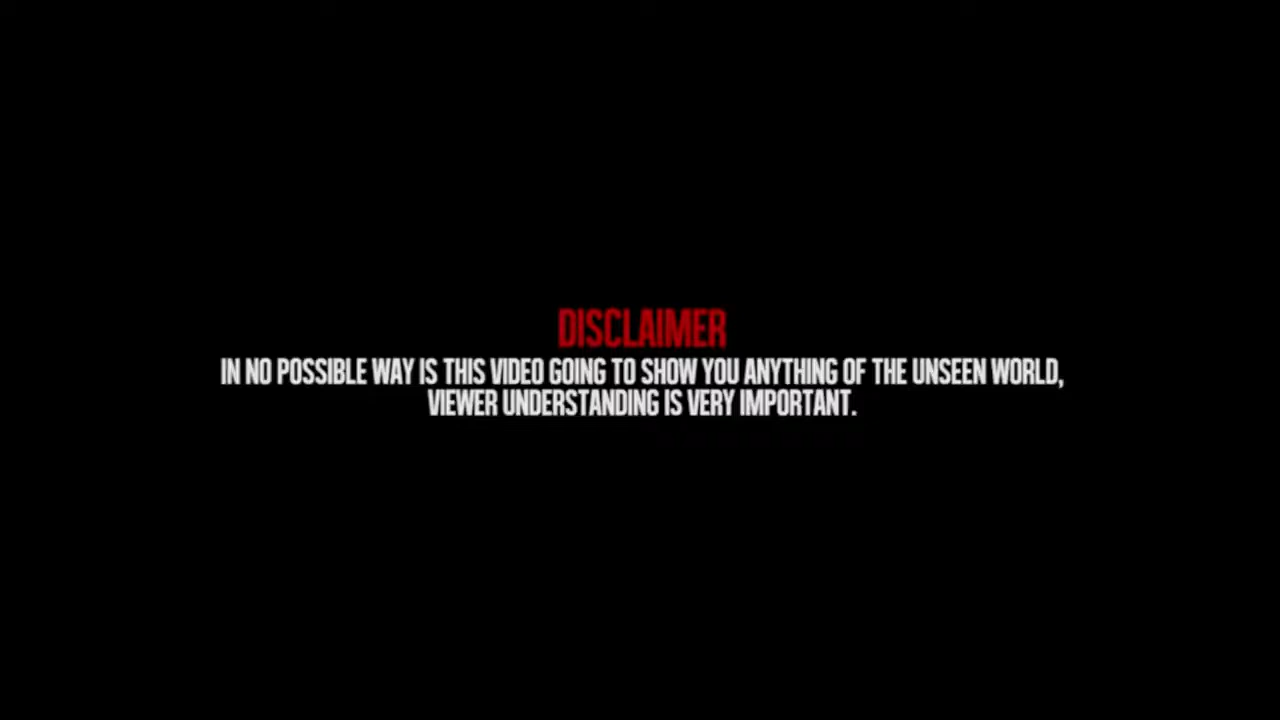 DISCLAIMER
IN NO POSSIBLE WAY IS THIS VIDEO GOING TO SHOW YOU ANYTHING OF THE UNSEEN WORLD,
VIEWER UNDERSTANDING IS VERY IMPORTANT.